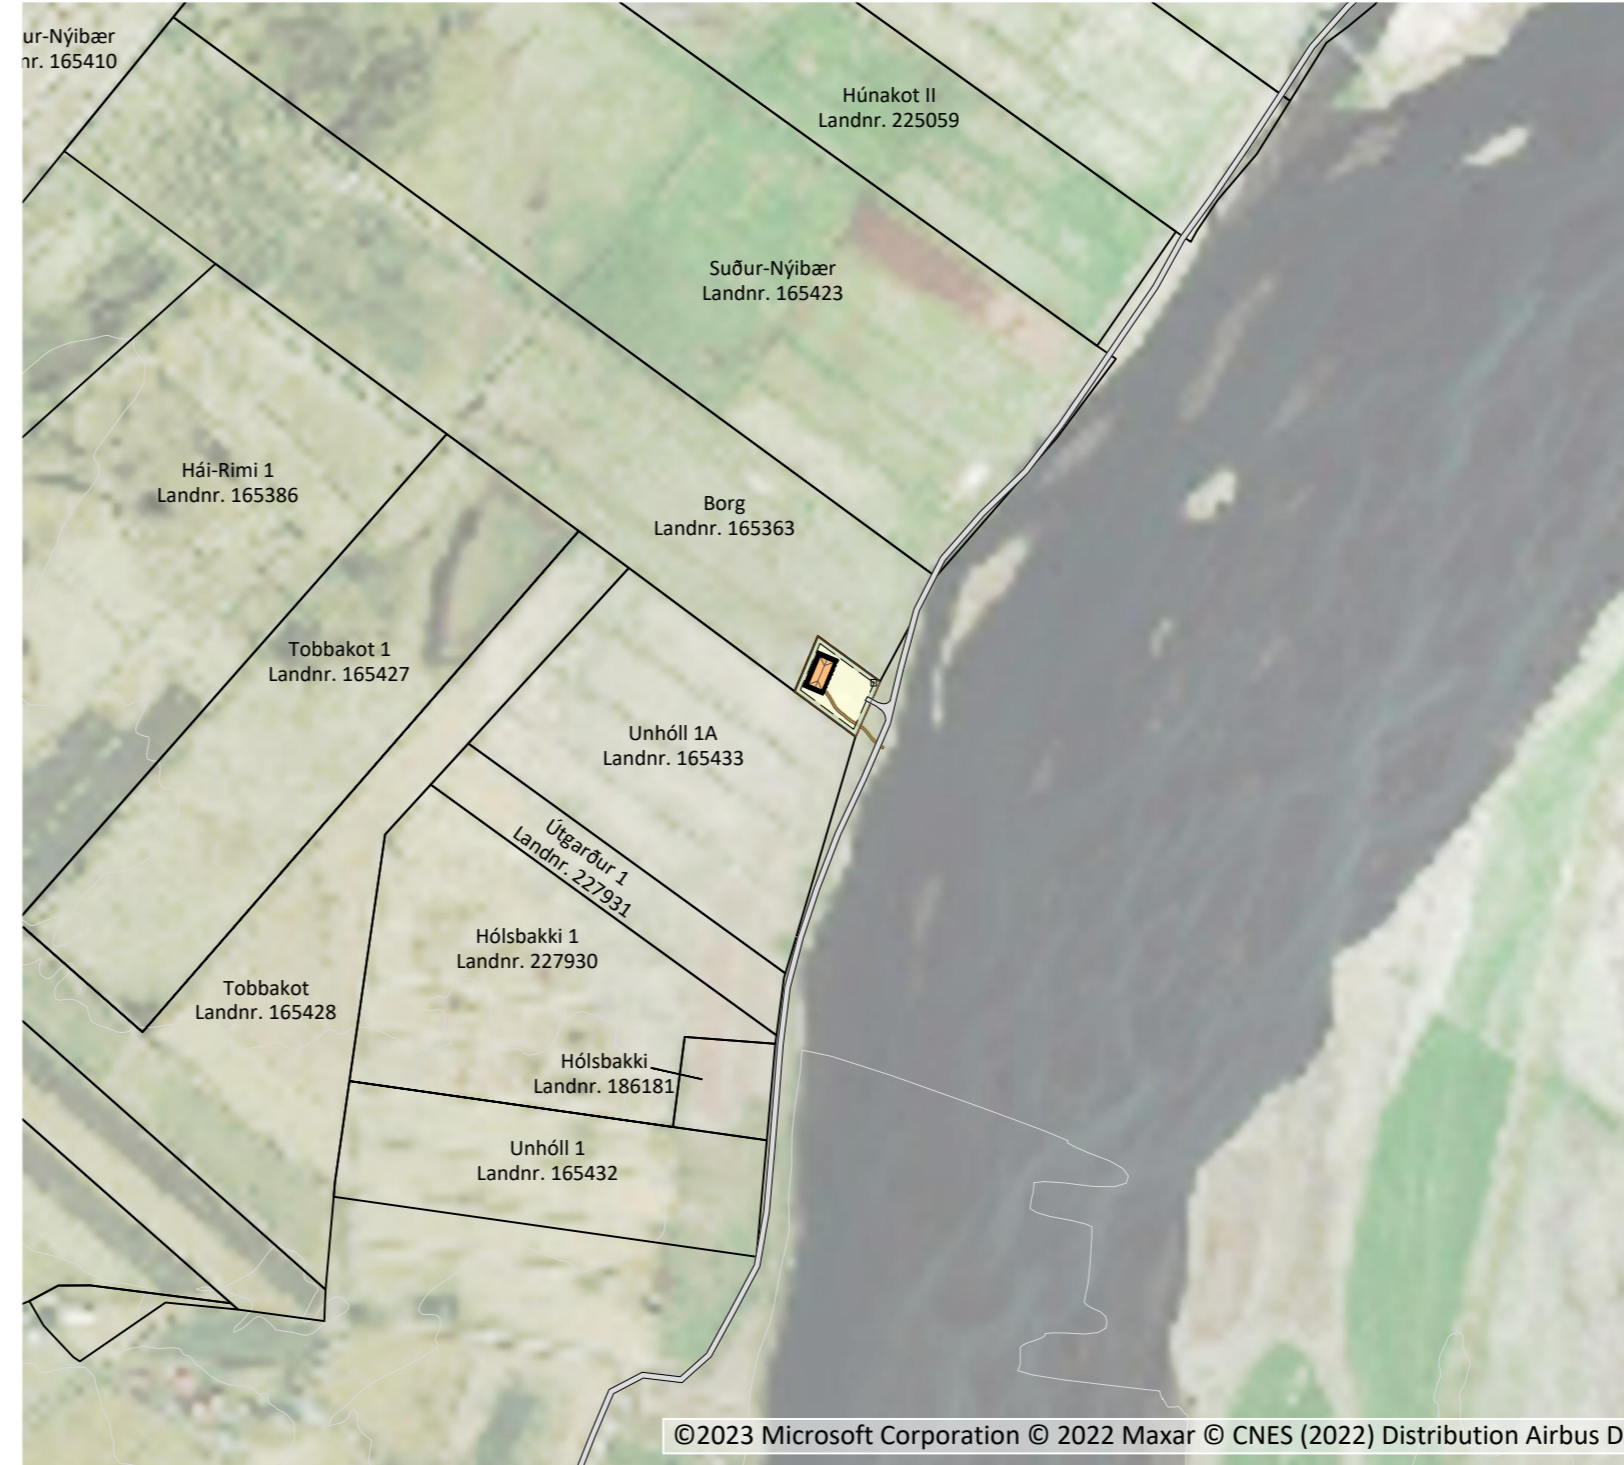 ur-Nýibær
nr. 165410
Húnakot II
Landnr. 225059
Suður-Nýibær
Landnr. 165423
Hái-Rimi 1
Landnr. 165386
Borg
Landnr. 165363
Tobbakot 1
Landnr. 165427
Unhóll 1A
Landnr. 165433
Útgarður 1
Landnr. 227931
Hólsbakki 1
Landnr. 227930
Tobbakot
Landnr. 165428
Hólsbakki
Landnr. 186181
Unhóll 1
Landnr. 165432
©2023 Microsoft Corporation © 2022 Maxar © CNES (2022) Distribution Airbus D